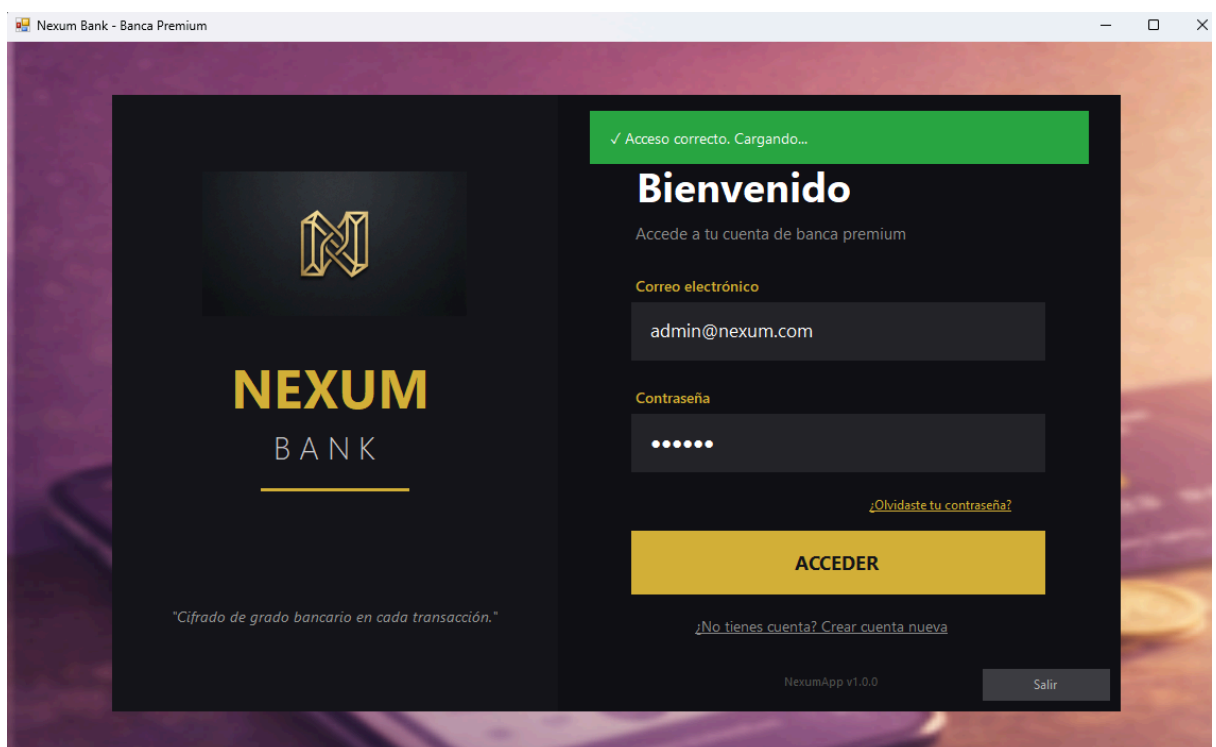 Nexum Bank - Banca Premium
NEXUM
BANK
"Cifrado de grado bancario en cada transacción."
✓ Acceso correcto. Cargando...
Bienvenido
Accede a tu cuenta de banca premium
Correo electrónico
admin@nexum.com
Contraseña
••••••
¿Olvidaste tu contraseña?
ACCEDER
¿No tienes cuenta? Crear cuenta nueva
NexumApp v1.0.0
Salir